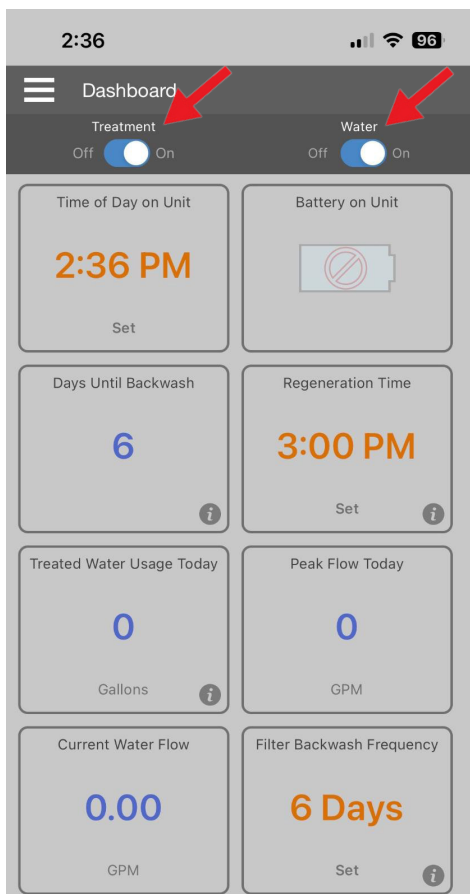 2:36
96
Dashboard
Treatment
Water
Off On
Off On
Time of Day on Unit
Battery on Unit
2:36 PM
Set
Days Until Backwash
Regeneration Time
6
3:00 PM
i
Set
i
Treated Water Usage Today
Peak Flow Today
0
0
Gallons
i
GPM
Current Water Flow
Filter Backwash Frequency
0.00
6 Days
GPM
Set
i